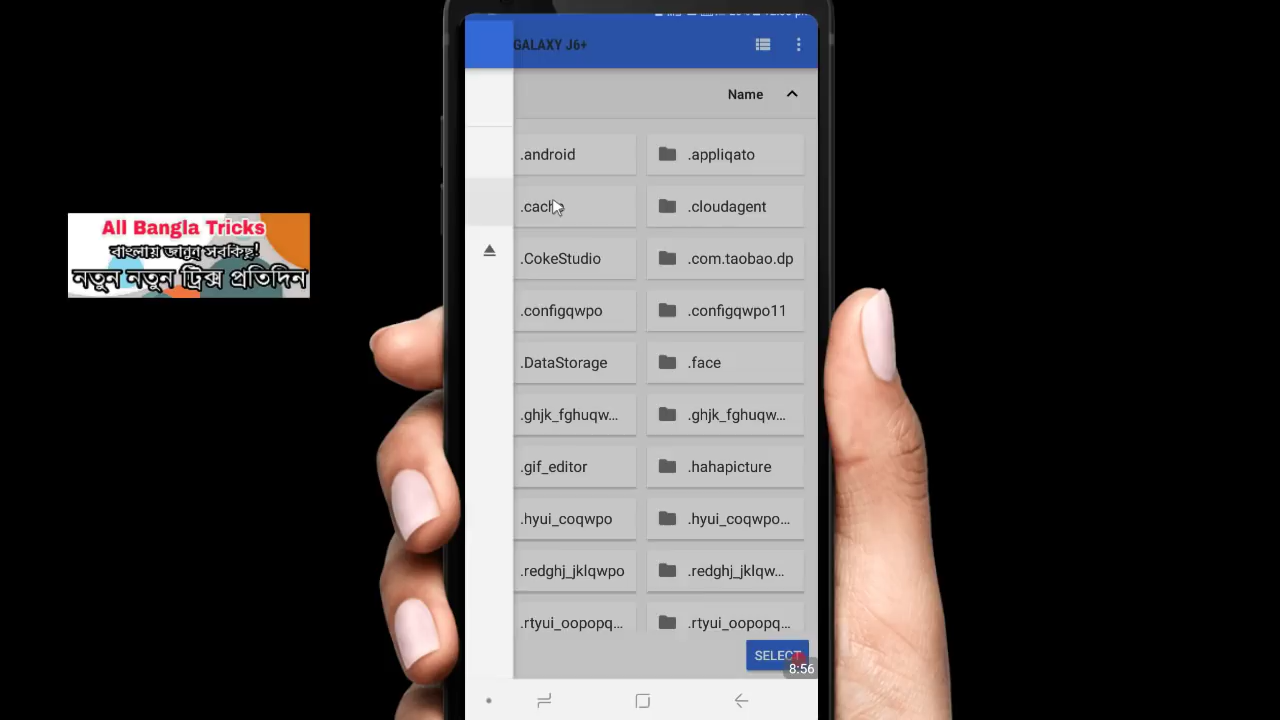 GALAXY J6+
Name
.android
.appliqato
.cache
.cloudagent
.CokeStudio
.com.taobao.dp
.configqwpo
.configqwpo11
.DataStorage
.face
.ghjk_fghuqw...
.ghjk_fghuqw...
.gif_editor
.hahapicture
.hyui_coqwpo
.hyui_coqwpo...
.redghj_jklqwpo
.redghj_jklqw...
.rtyui_oopopq...
.rtyui_oopopq...
SELECT
8:56
All Bangla Tricks
বাংলায় জানুন সবকিছু!
নতুন নতুন ট্রিক্স প্রতিদিন